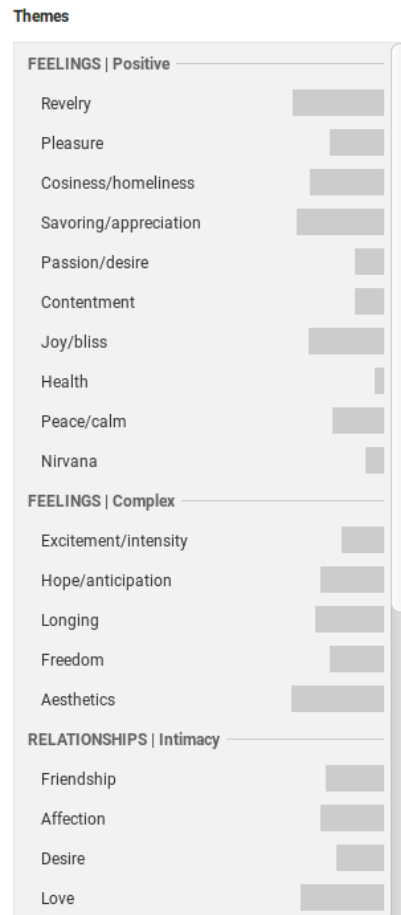 Themes
FEELINGS | Positive
Revelry
Pleasure
Cosiness/homeliness
Savoring/appreciation
Passion/desire
Contentment
Joy/bliss
Health
Peace/calm
Nirvana
FEELINGS | Complex
Excitement/intensity
Hope/anticipation
Longing
Freedom
Aesthetics
RELATIONSHIPS | Intimacy
Friendship
Affection
Desire
Love